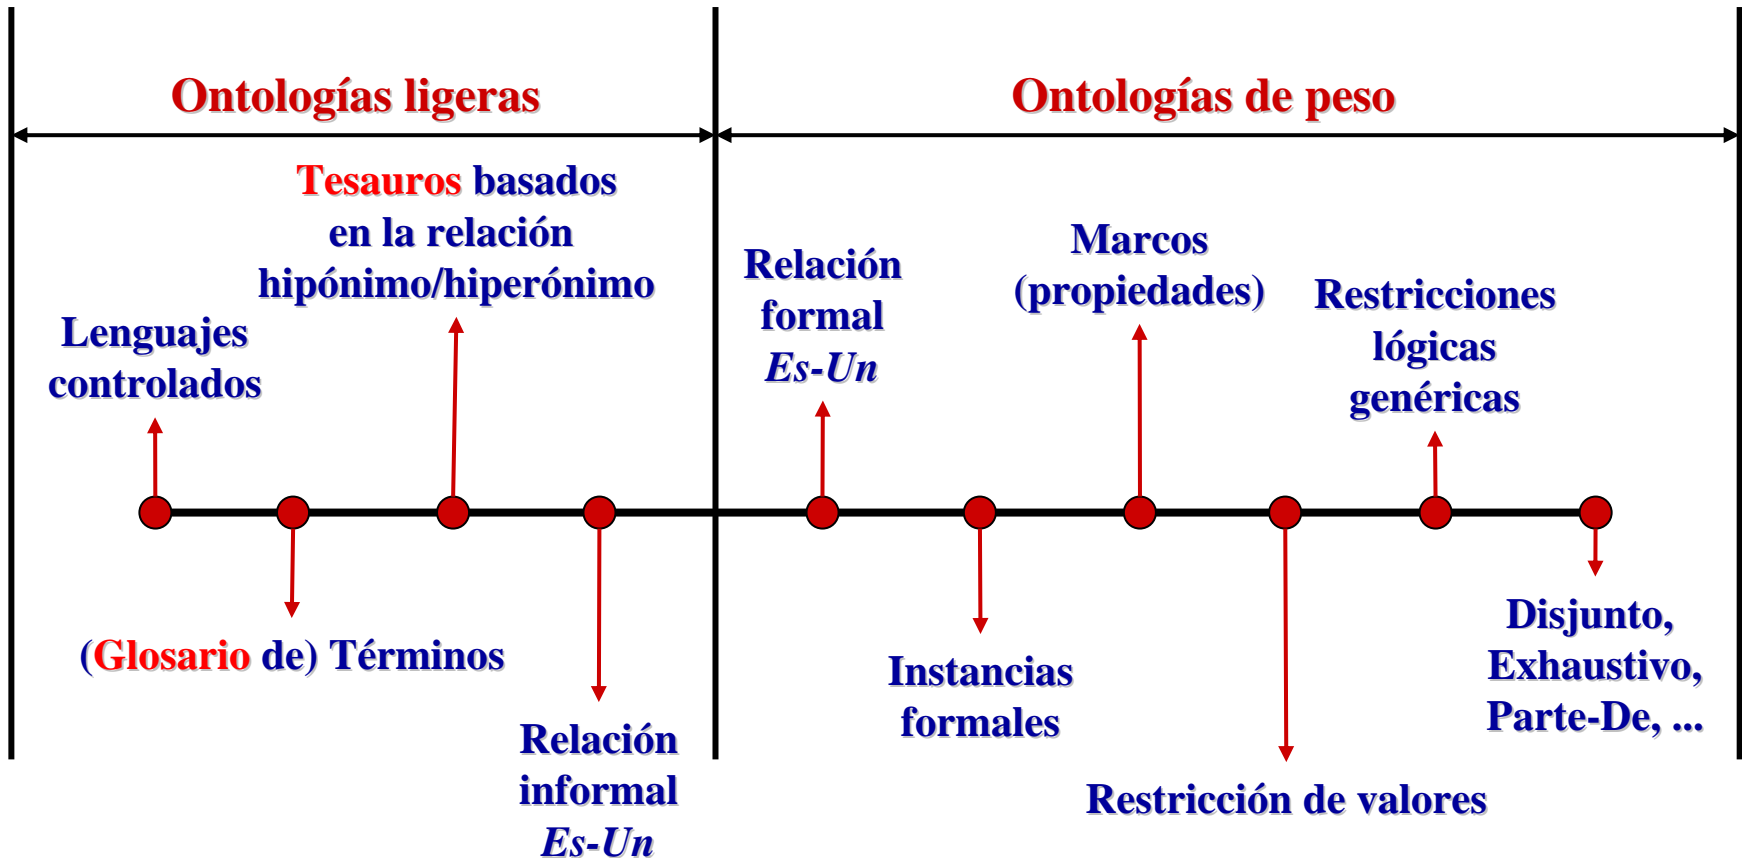 Ontologías ligeras
Ontologías de peso
Tesauros basados
en la relación
hipónimo/hiperónimo
Lenguajes
controlados
(Glosario de) Términos
Relación
informal
Es-Un
Relación
formal
Es-Un
Marcos
(propiedades)
Restricciones
lógicas
genéricas
Instancias
formales
Restricción de valores
Disjunto,
Exhaustivo,
Parte-De, ...